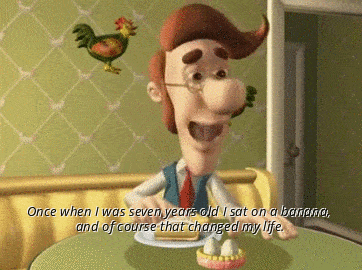 Once when I was seven years old I sat on a banana,
and of course that changed my life.